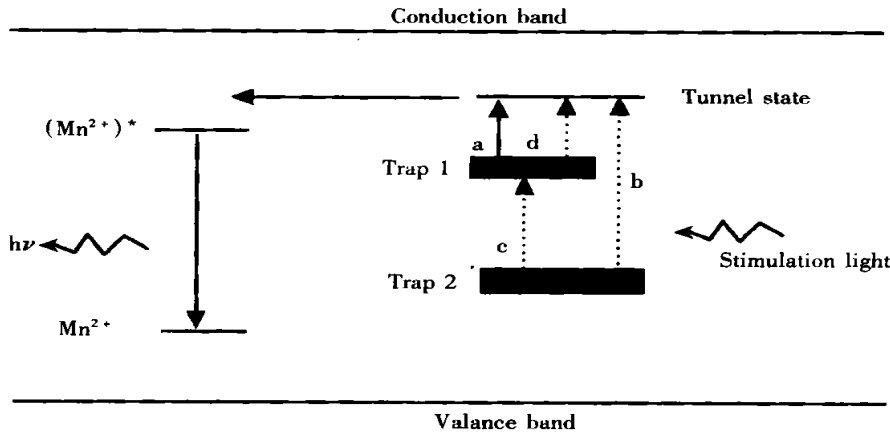 Conduction band
Tunnel state
(Mn²⁺)*
a
d
Trap 1
b
hν
c
Stimulation light
Trap 2
Mn²⁺
Valance band